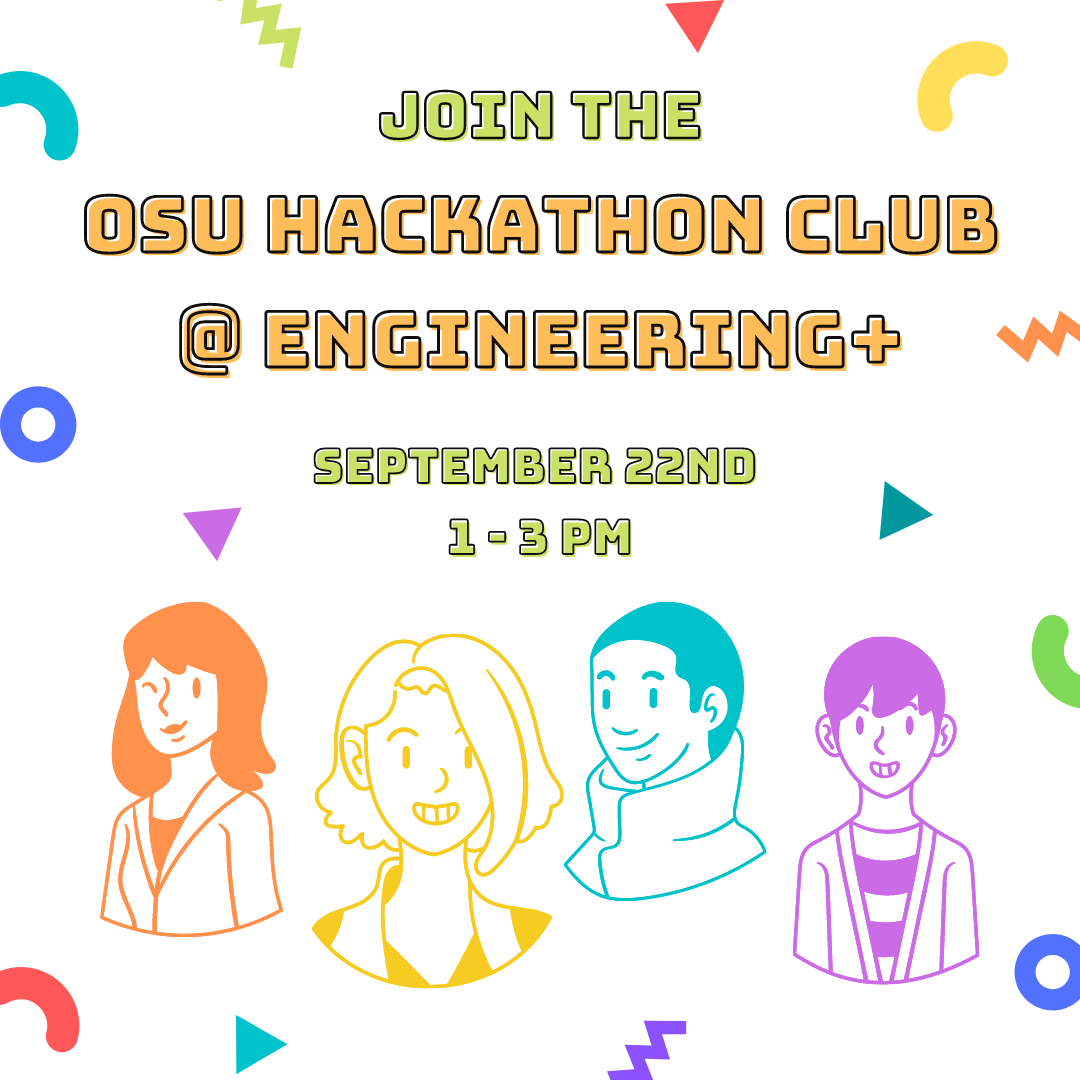 JOIN THE
OSU HACKATHON CLUB
@ ENGINEERING+
SEPTEMBER 22ND
1 - 3 PM